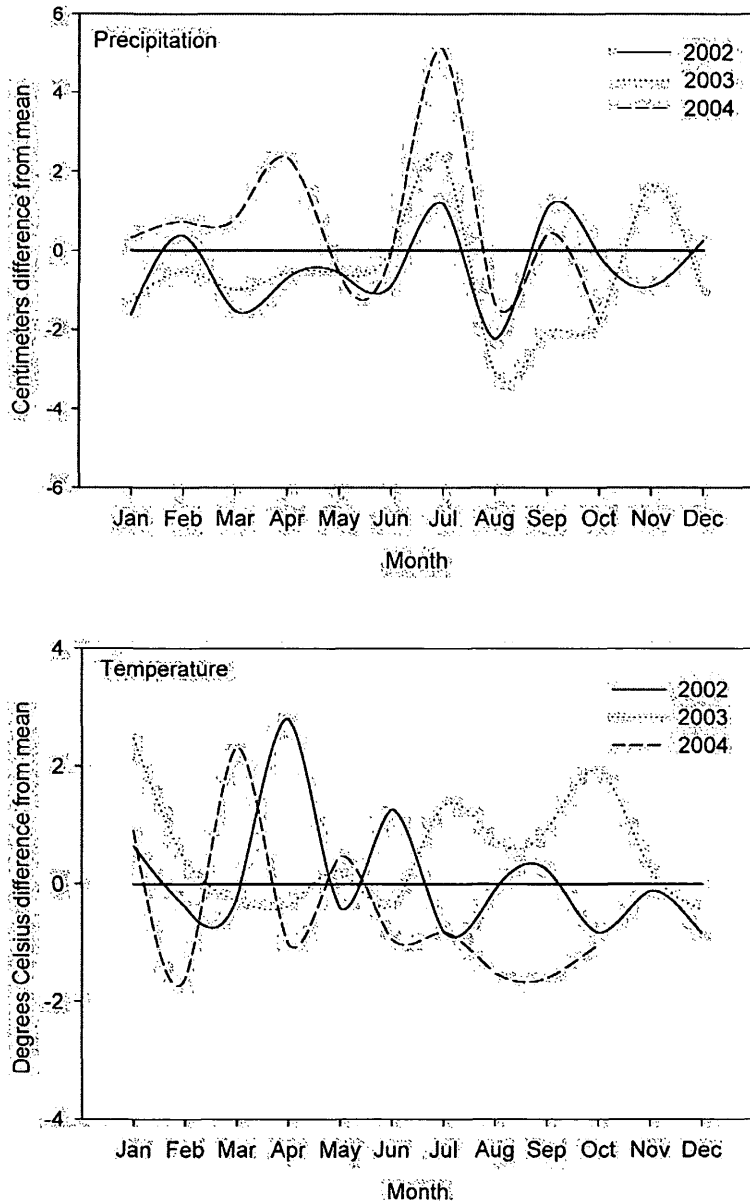 Precipitation
2002
2003
2004
Centimeters difference from mean
6
4
2
0
-2
-4
-6
Jan Feb Mar Apr May Jun Jul Aug Sep Oct Nov Dec
Month
Temperature
2002
2003
2004
Degrees Celsius difference from mean
4
2
0
-2
-4
Jan Feb Mar Apr May Jun Jul Aug Sep Oct Nov Dec
Month